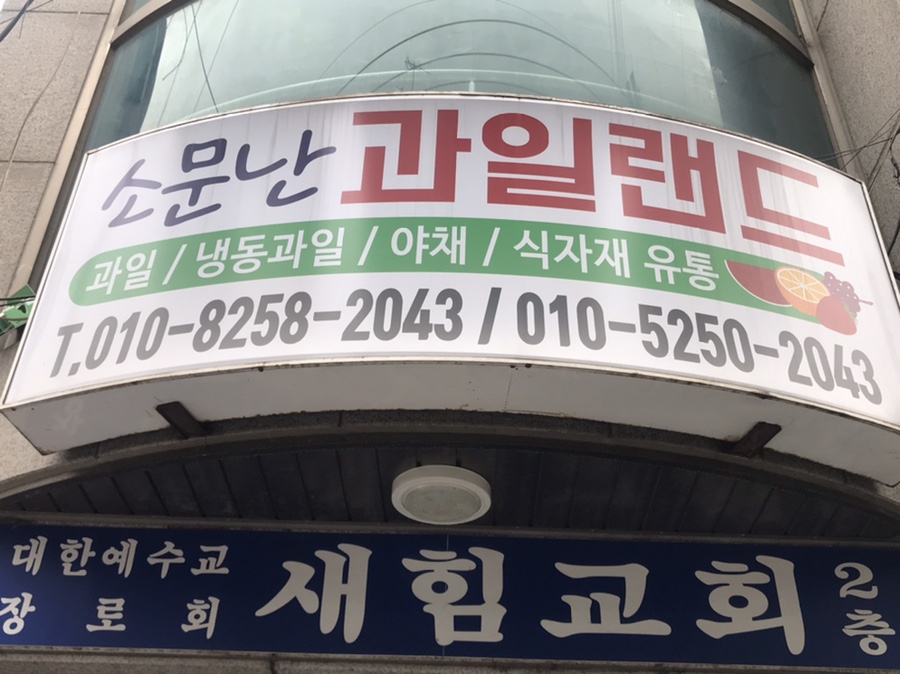 소문난 과일랜드
과일 / 냉동과일 / 야채 / 식자재 유통
T.010-8258-2043 / 010-5250-2043
대한예수교
장로회
새힘교회
2층